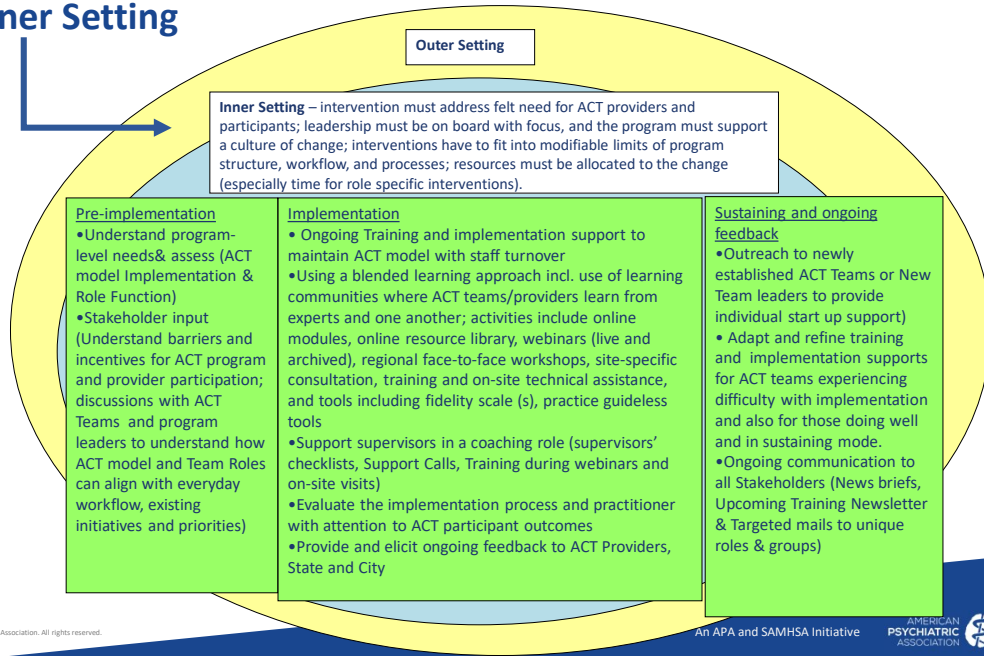 ner Setting
Outer Setting
Inner Setting – intervention must address felt need for ACT providers and
participants; leadership must be on board with focus, and the program must support
a culture of change; interventions have to fit into modifiable limits of program
structure, workflow, and processes; resources must be allocated to the change
(especially time for role specific interventions).
Pre-implementation
•Understand program-
level needs& assess (ACT
model Implementation &
Role Function)
•Stakeholder input
(Understand barriers and
incentives for ACT program
and provider participation;
discussions with ACT
Teams and program
leaders to understand how
ACT model and Team Roles
can align with everyday
workflow, existing
initiatives and priorities)
Implementation
• Ongoing Training and implementation support to
maintain ACT model with staff turnover
•Using a blended learning approach incl. use of learning
communities where ACT teams/providers learn from
experts and one another; activities include online
modules, online resource library, webinars (live and
archived), regional face-to-face workshops, site-specific
consultation, training and on-site technical assistance,
and tools including fidelity scale (s), practice guideless
tools
•Support supervisors in a coaching role (supervisors’
checklists, Support Calls, Training during webinars and
on-site visits)
•Evaluate the implementation process and practitioner
with attention to ACT participant outcomes
•Provide and elicit ongoing feedback to ACT Providers,
State and City
Sustaining and ongoing
feedback
•Outreach to newly
established ACT Teams or New
Team leaders to provide
individual start up support)
• Adapt and refine training
and implementation supports
for ACT teams experiencing
difficulty with implementation
and also for those doing well
and in sustaining mode.
•Ongoing communication to
all Stakeholders (News briefs,
Upcoming Training Newsletter
& Targeted mails to unique
roles & groups)
Association. All rights reserved.
An APA and SAMHSA Initiative
AMERICAN
PSYCHIATRIC
ASSOCIATION